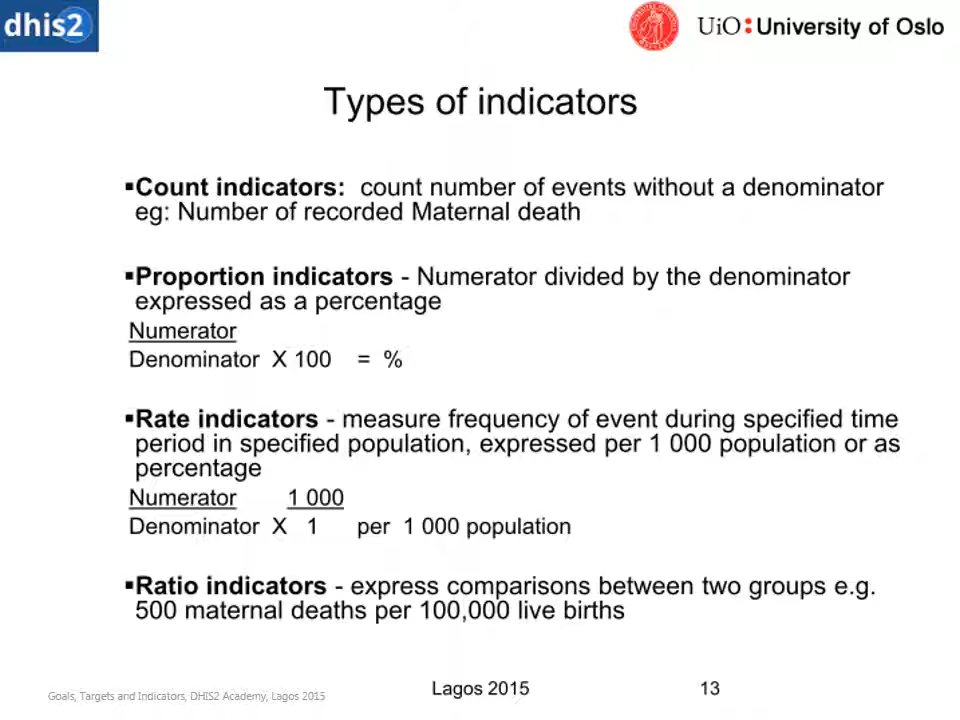 dhis2
UiO: University of Oslo
Types of indicators
▪Count indicators: count number of events without a denominator
eg: Number of recorded Maternal death
▪Proportion indicators - Numerator divided by the denominator
expressed as a percentage
Numerator
Denominator X 100 = %
▪Rate indicators - measure frequency of event during specified time
period in specified population, expressed per 1 000 population or as
percentage
Numerator 1 000
Denominator X 1 per 1 000 population
▪Ratio indicators - express comparisons between two groups e.g.
500 maternal deaths per 100,000 live births
Goals, Targets and Indicators, DHIS2 Academy, Lagos 2015
Lagos 2015
13